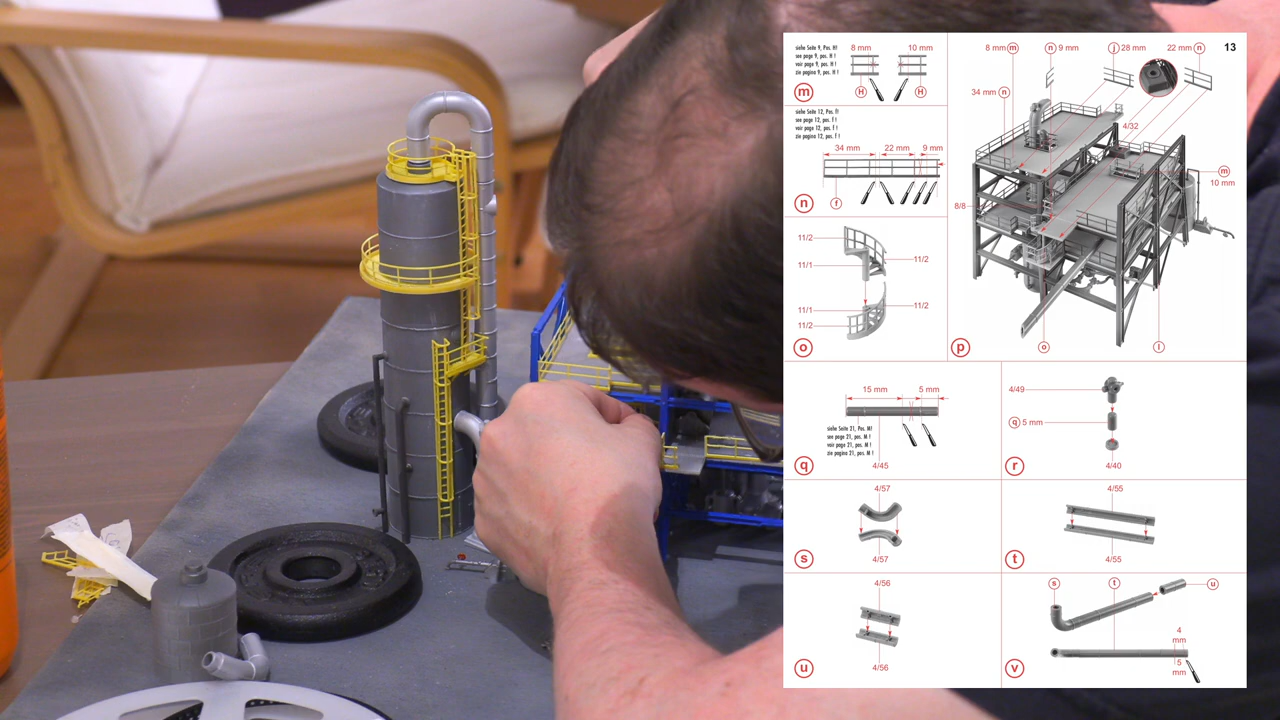 13
siehe Seite 9, Pos. H!
see page 9, pos. H !
voir page 9, pos. H !
zie pagina 9, pos. H !
8 mm
10 mm
H
H
m
siehe Seite 12, Pos. f!
see page 12, pos. f !
voir page 12, pos. f !
zie pagina 12, pos. f !
34 mm
22 mm
9 mm
f
n
11/2
11/1
11/2
11/1
11/2
11/2
o
8 mm m
n 9 mm
j 28 mm
22 mm n
34 mm n
4/32
m
10 mm
8/8
o
l
p
15 mm
5 mm
siehe Seite 21, pos. M!
see page 21, pos. M !
voir page 21, pos. M !
zie pagina 21, pos. M !
4/45
q
4/49
q 5 mm
4/40
r
4/57
4/57
s
4/55
4/55
t
4/56
4/56
u
s
t
u
4
mm
5
mm
v